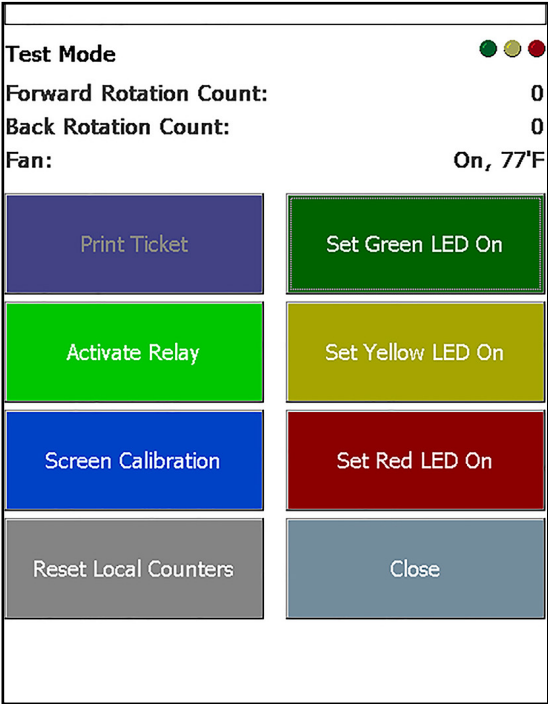 Test Mode
Forward Rotation Count: 0
Back Rotation Count: 0
Fan: On, 77'F
Print Ticket
Set Green LED On
Activate Relay
Set Yellow LED On
Screen Calibration
Set Red LED On
Reset Local Counters
Close